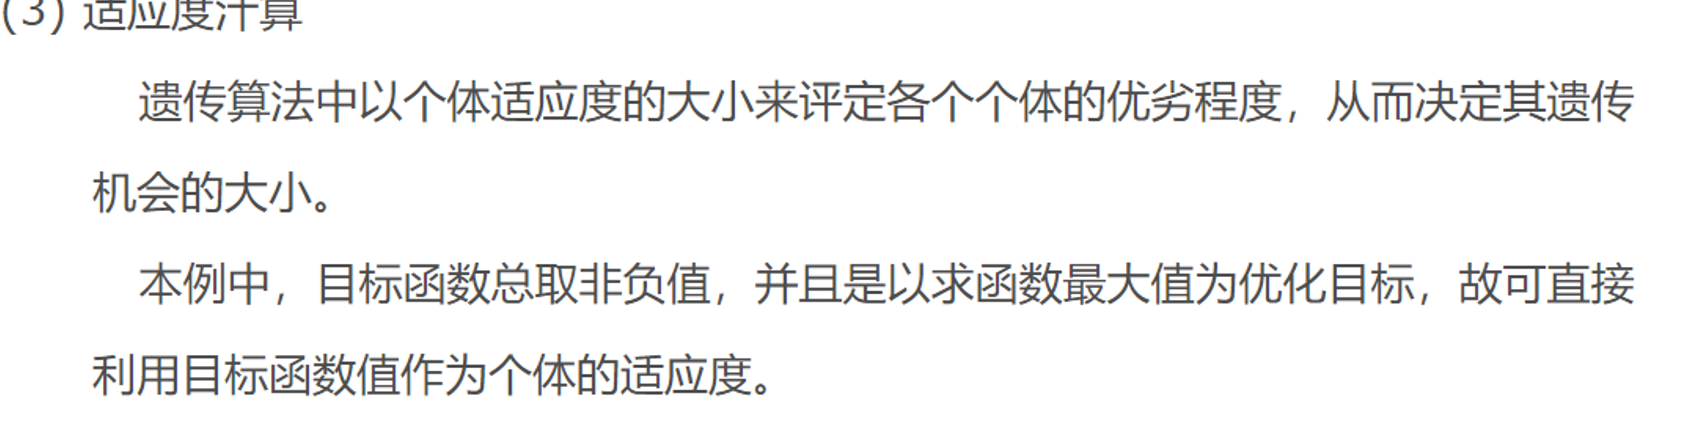 (3) 适应度汁算
遗传算法中以个体适应度的大小来评定各个个体的优劣程度，从而决定其遗传
机会的大小。
本例中，目标函数总取非负值，并且是以求函数最大值为优化目标，故可直接
利用目标函数值作为个体的适应度。